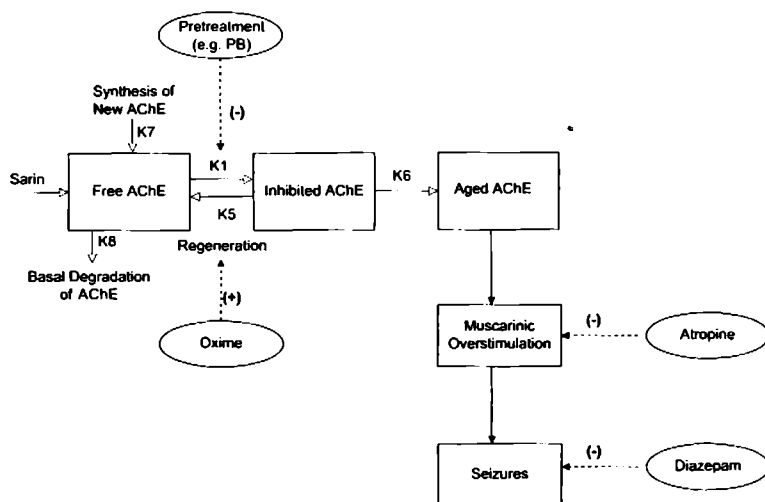 Pretreatment
(e.g. PB)
Synthesis of
New AChE
(-)
K7
K1
K6
Sarin
Free AChE
Inhibited AChE
Aged AChE
K5
K8
Regeneration
Basal Degradation
of AChE
(+)
Oxime
Muscarinic
Overstimulation
(-)
Atropine
Seizures
(-)
Diazepam